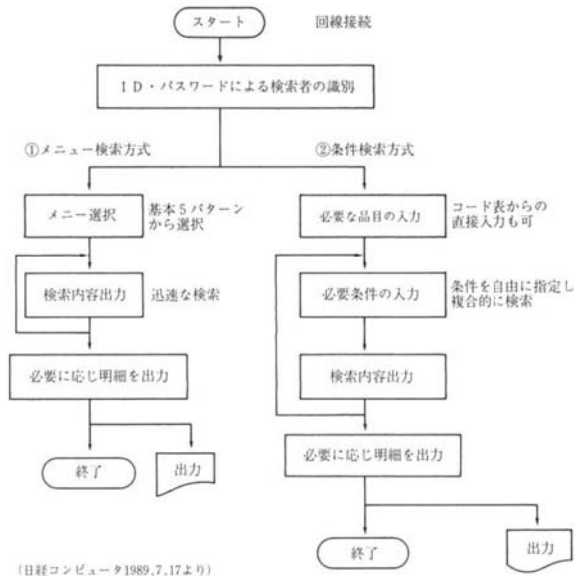 スタート
回線接続
ID・パスワードによる検索者の識別
①メニュー検索方式
メニー選択
基本5パターン
から選択
検索内容出力
迅速な検索
必要に応じ明細を出力
終了
出力
②条件検索方式
必要な品目の入力
コード表からの
直接入力も可
必要条件の入力
条件を自由に指定し
複合的に検索
検索内容出力
必要に応じ明細を出力
終了
出力
(日経コンピュータ1989.7.17より)